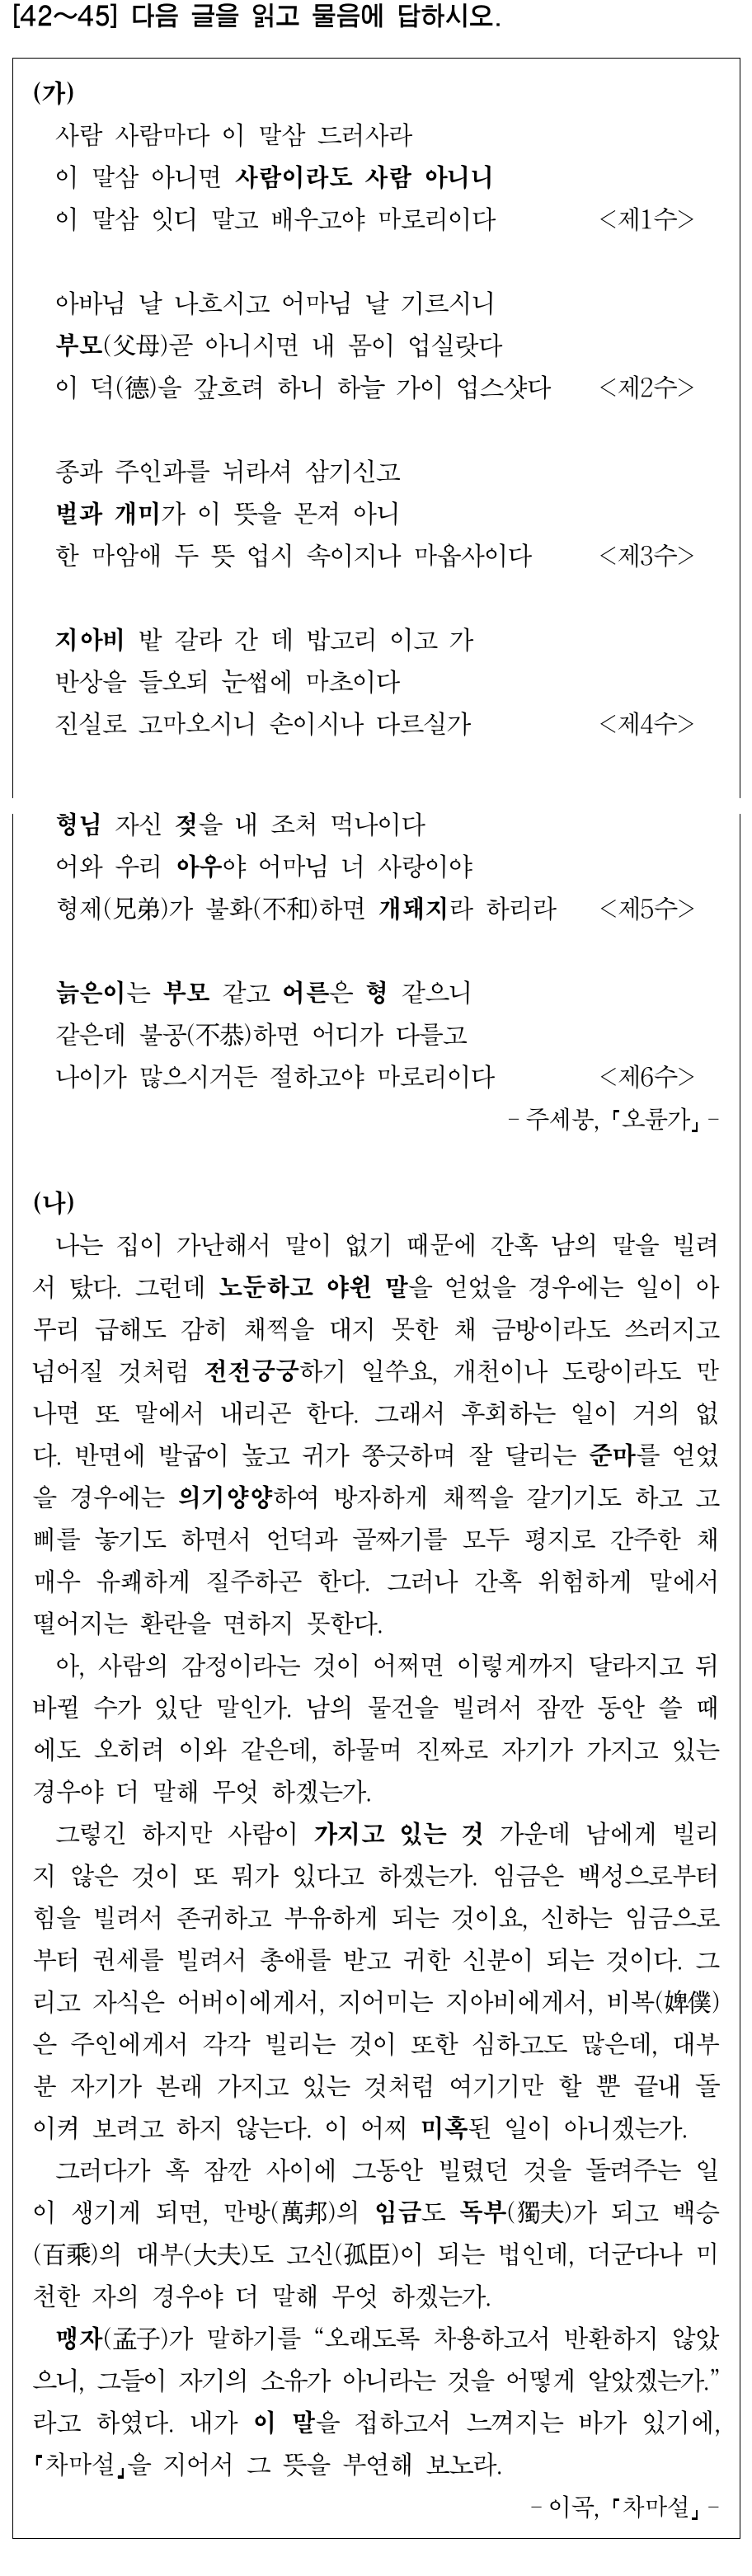 [42～45] 다음 글을 읽고 물음에 답하시오.
(가)
사람 사람마다 이 말삼 드러사라
이 말삼 아니면 사람이라도 사람 아니니
이 말삼 잇디 말고 배우고야 마로리이다 <제1수>
아바님 날 나흐시고 어마님 날 기르시니
부모(父母)곧 아니시면 내 몸이 업실랏다
이 덕(德)을 갚흐려 하니 하늘 가이 업스샷다 <제2수>
종과 주인과를 뉘라셔 삼기신고
벌과 개미가 이 뜻을 몬져 아니
한 마암애 두 뜻 업시 속이지나 마옵사이다 <제3수>
지아비 밭 갈라 간 데 밥고리 이고 가
반상을 들오되 눈썹에 마초이다
진실로 고마오시니 손이시나 다르실가 <제4수>
형님 자신 젖을 내 조처 먹나이다
어와 우리 아우야 어마님 너 사랑이야
형제(兄弟)가 불화(不和)하면 개돼지라 하리라 <제5수>
늙은이는 부모 같고 어른은 형 같으니
같은데 불공(不恭)하면 어디가 다를고
나이가 많으시거든 절하고야 마로리이다 <제6수>
- 주세붕, ｢오륜가｣ -
(나)
나는 집이 가난해서 말이 없기 때문에 간혹 남의 말을 빌려
서 탔다. 그런데 노둔하고 야윈 말을 얻었을 경우에는 일이 아
무리 급해도 감히 채찍을 대지 못한 채 금방이라도 쓰러지고
넘어질 것처럼 전전긍긍하기 일쑤요, 개천이나 도랑이라도 만
나면 또 말에서 내리곤 한다. 그래서 후회하는 일이 거의 없
다. 반면에 발굽이 높고 귀가 쫑긋하며 잘 달리는 준마를 얻었
을 경우에는 의기양양하여 방자하게 채찍을 갈기기도 하고 고
삐를 놓기도 하면서 언덕과 골짜기를 모두 평지로 간주한 채
매우 유쾌하게 질주하곤 한다. 그러나 간혹 위험하게 말에서
떨어지는 환란을 면하지 못한다.
아, 사람의 감정이라는 것이 어쩌면 이렇게까지 달라지고 뒤
바뀔 수가 있단 말인가. 남의 물건을 빌려서 잠깐 동안 쓸 때
에도 오히려 이와 같은데, 하물며 진짜로 자기가 가지고 있는
경우야 더 말해 무엇 하겠는가.
그렇긴 하지만 사람이 가지고 있는 것 가운데 남에게 빌리
지 않은 것이 또 뭐가 있다고 하겠는가. 임금은 백성으로부터
힘을 빌려서 존귀하고 부유하게 되는 것이요, 신하는 임금으로
부터 권세를 빌려서 총애를 받고 귀한 신분이 되는 것이다. 그
리고 자식은 어버이에게서, 지어미는 지아비에게서, 비복(婢僕)
은 주인에게서 각각 빌리는 것이 또한 심하고도 많은데, 대부
분 자기가 본래 가지고 있는 것처럼 여기기만 할 뿐 끝내 돌
이켜 보려고 하지 않는다. 이 어찌 미혹된 일이 아니겠는가.
그러다가 혹 잠깐 사이에 그동안 빌렸던 것을 돌려주는 일
이 생기게 되면, 만방(萬邦)의 임금도 독부(獨夫)가 되고 백승
(百乘)의 대부(大夫)도 고신(孤臣)이 되는 법인데, 더군다나 미
천한 자의 경우야 더 말해 무엇 하겠는가.
맹자(孟子)가 말하기를 “오래도록 차용하고서 반환하지 않았
으니, 그들이 자기의 소유가 아니라는 것을 어떻게 알았겠는가.”
라고 하였다. 내가 이 말을 접하고서 느껴지는 바가 있기에,
｢차마설｣을 지어서 그 뜻을 부연해 보노라.
- 이곡, ｢차마설｣ -